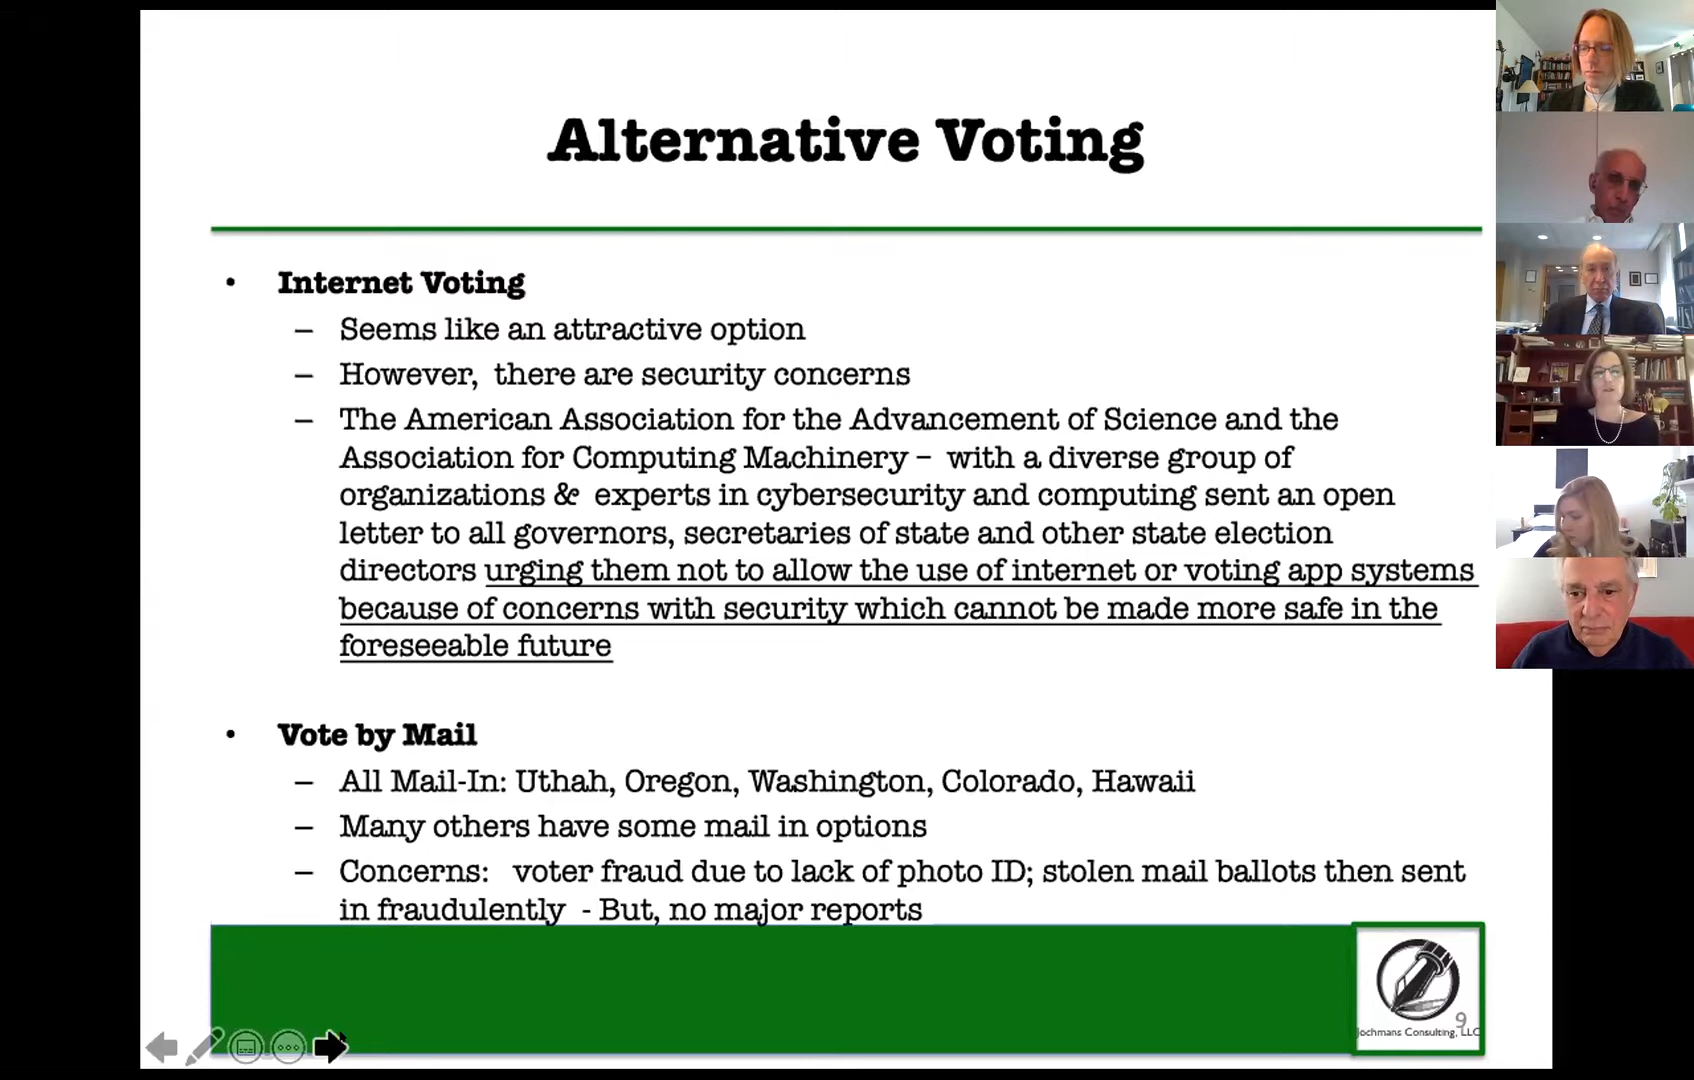 Alternative Voting
• Internet Voting
– Seems like an attractive option
– However, there are security concerns
– The American Association for the Advancement of Science and the
Association for Computing Machinery – with a diverse group of
organizations & experts in cybersecurity and computing sent an open
letter to all governors, secretaries of state and other state election
directors urging them not to allow the use of internet or voting app systems
because of concerns with security which cannot be made more safe in the
foreseeable future
• Vote by Mail
– All Mail-In: Uthah, Oregon, Washington, Colorado, Hawaii
– Many others have some mail in options
– Concerns: voter fraud due to lack of photo ID; stolen mail ballots then sent
in fraudulently - But, no major reports
9
Jochmans Consulting, LLC